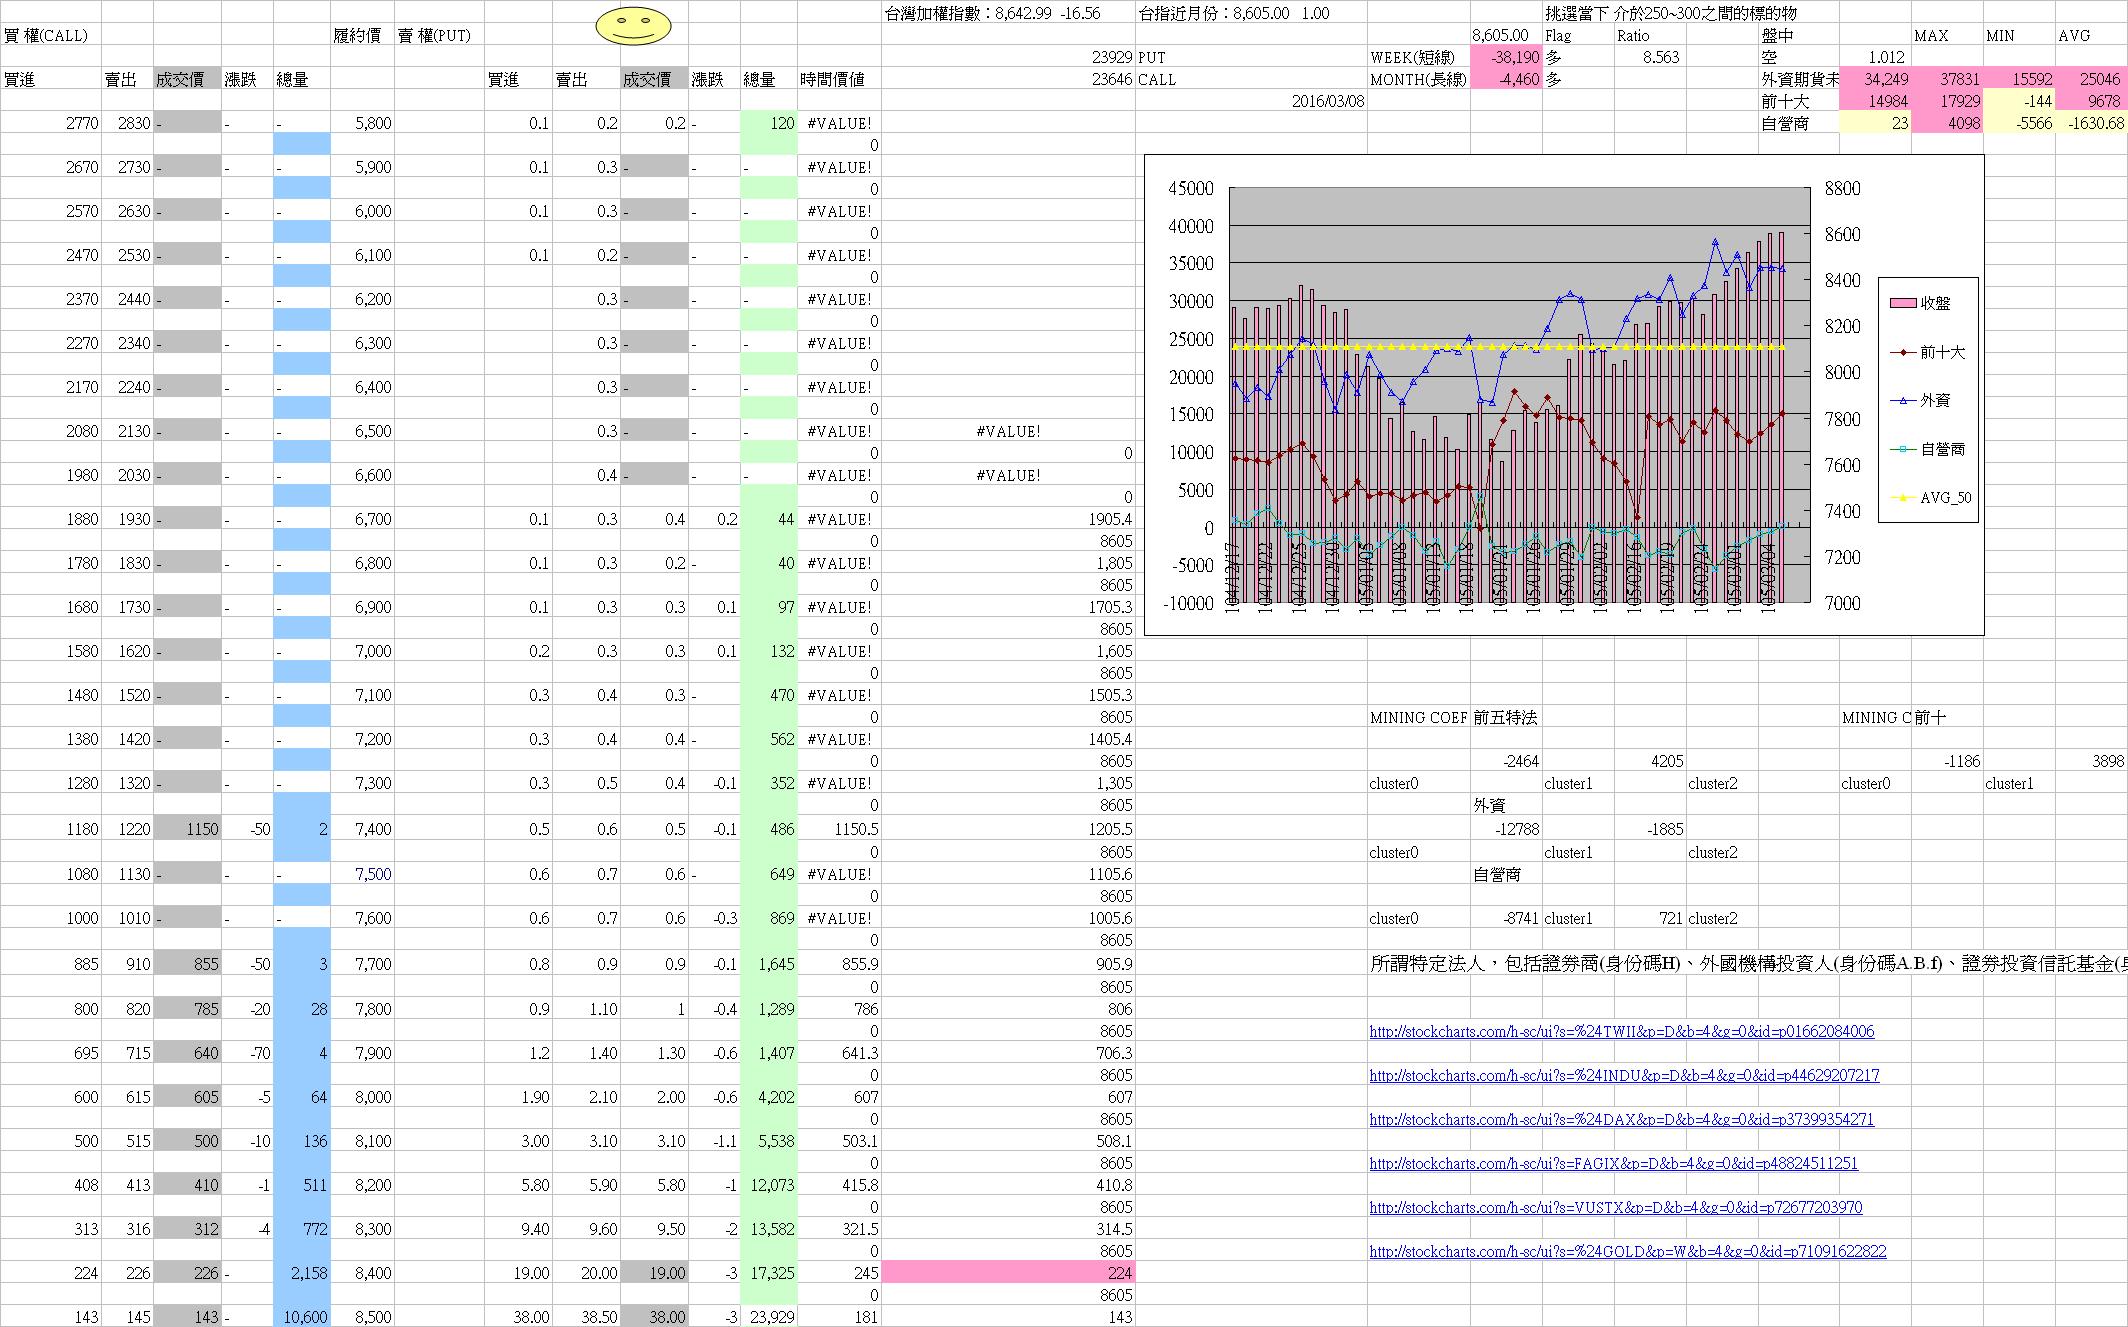 台灣加權指數：8,642.99 -16.56 台指近月份：8,605.00 1.00 挑選當下 介於250~300之間的標的物
買 權(CALL) 履約價 賣 權(PUT) 8,605.00 Flag Ratio 盤中 MAX MIN AVG
23929 PUT WEEK(短線) -38,190 多 8.563 空 1.012
買進 賣出 成交價 漲跌 總量 買進 賣出 成交價 漲跌 總量 時間價值 23646 CALL MONTH(長線) -4,460 多 外資期貨未 34,249 37831 15592 25046
2016/03/08 前十大 14984 17929 -144 9678
2770 2830 - - - 5,800 0.1 0.2 0.2 - 120 #VALUE! 自營商 23 4098 -5566 -1630.68
0
2670 2730 - - - 5,900 0.1 0.3 - - - #VALUE!
0
2570 2630 - - - 6,000 0.1 0.3 - - - #VALUE!
0
2470 2530 - - - 6,100 0.1 0.2 - - - #VALUE!
0
2370 2440 - - - 6,200 0.3 - - - #VALUE!
0
2270 2340 - - - 6,300 0.3 - - - #VALUE!
0
2170 2240 - - - 6,400 0.3 - - - #VALUE!
0
2080 2130 - - - 6,500 0.3 - - - #VALUE! #VALUE!
0 0
1980 2030 - - - 6,600 0.4 - - - #VALUE! #VALUE!
0 0
1880 1930 - - - 6,700 0.1 0.3 0.4 0.2 44 #VALUE! 1905.4
0 8605
1780 1830 - - - 6,800 0.1 0.3 0.2 - 40 #VALUE! 1,805
0 8605
1680 1730 - - - 6,900 0.1 0.3 0.3 0.1 97 #VALUE! 1705.3
0 8605
1580 1620 - - - 7,000 0.2 0.3 0.3 0.1 132 #VALUE! 1,605
0 8605
1480 1520 - - - 7,100 0.3 0.4 0.3 - 470 #VALUE! 1505.3
0 8605 MINING COEF 前五特法 MINING C 前十
1380 1420 - - - 7,200 0.3 0.4 0.4 - 562 #VALUE! 1405.4
0 8605 -2464 4205 -1186 3898
1280 1320 - - - 7,300 0.3 0.5 0.4 -0.1 352 #VALUE! 1,305 cluster0 cluster1 cluster2 cluster0 cluster1
0 8605 外資
1180 1220 1150 -50 2 7,400 0.5 0.6 0.5 -0.1 486 1150.5 1205.5 -12788 -1885
0 8605 cluster0 cluster1 cluster2
1080 1130 - - - 7,500 0.6 0.7 0.6 - 649 #VALUE! 1105.6 自營商
0 8605
1000 1010 - - - 7,600 0.6 0.7 0.6 -0.3 869 #VALUE! 1005.6 cluster0 -8741 cluster1 721 cluster2
0 8605
885 910 855 -50 3 7,700 0.8 0.9 0.9 -0.1 1,645 855.9 905.9 所謂特定法人，包括證券商(身份碼H)、外國機構投資人(身份碼A.B.f)、證券投資信託基金(
0 8605
800 820 785 -20 28 7,800 0.9 1.10 1 -0.4 1,289 786 806
0 8605 http://stockcharts.com/h-sc/ui?s=%24TWII&p=D&b=4&g=0&id=p01662084006
695 715 640 -70 4 7,900 1.2 1.40 1.30 -0.6 1,407 641.3 706.3
0 8605 http://stockcharts.com/h-sc/ui?s=%24INDU&p=D&b=4&g=0&id=p44629207217
600 615 605 -5 64 8,000 1.90 2.10 2.00 -0.6 4,202 607 607
0 8605 http://stockcharts.com/h-sc/ui?s=%24DAX&p=D&b=4&g=0&id=p37399354271
500 515 500 -10 136 8,100 3.00 3.10 3.10 -1.1 5,538 503.1 508.1
0 8605 http://stockcharts.com/h-sc/ui?s=FAGIX&p=D&b=4&g=0&id=p48824511251
408 413 410 -1 511 8,200 5.80 5.90 5.80 -1 12,073 415.8 410.8
0 8605 http://stockcharts.com/h-sc/ui?s=VUSTX&p=D&b=4&g=0&id=p72677203970
313 316 312 -4 772 8,300 9.40 9.60 9.50 -2 13,582 321.5 314.5
0 8605 http://stockcharts.com/h-sc/ui?s=%24GOLD&p=W&b=4&g=0&id=p71091622822
224 226 226 - 2,158 8,400 19.00 20.00 19.00 -3 17,325 245 224
0 8605
143 145 143 - 10,600 8,500 38.00 38.50 38.00 -3 23,929 181 143
45000 8800
40000 8600
35000 8400
30000 8200
25000 8000
20000 7800
15000 7600
10000 7400
5000 7200
0 7000
-5000
-10000
104/12/17 104/12/22 104/12/25 104/12/30 105/01/05 105/01/08 105/01/13 105/01/18 105/01/21 105/01/26 105/01/29 105/02/02 105/02/16 105/02/19 105/02/24 105/03/01 105/03/04
收盤
前十大
外資
自營商
AVG_50